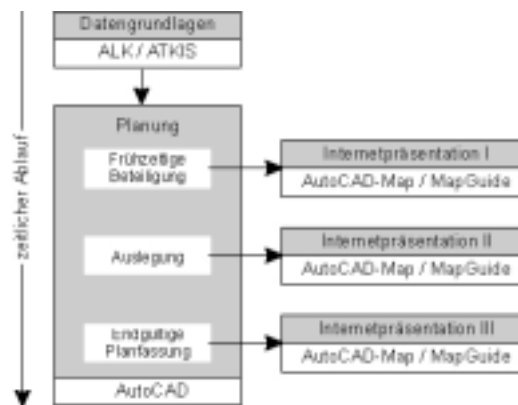 Datengrundlagen
ALK / ATKIS
zeitlicher Ablauf
Planung
Frühzeitige
Beteiligung
Internetpräsentation I
AutoCAD-Map / MapGuide
Auslegung
Internetpräsentation II
AutoCAD-Map / MapGuide
Endgültige
Planfassung
Internetpräsentation III
AutoCAD-Map / MapGuide
AutoCAD